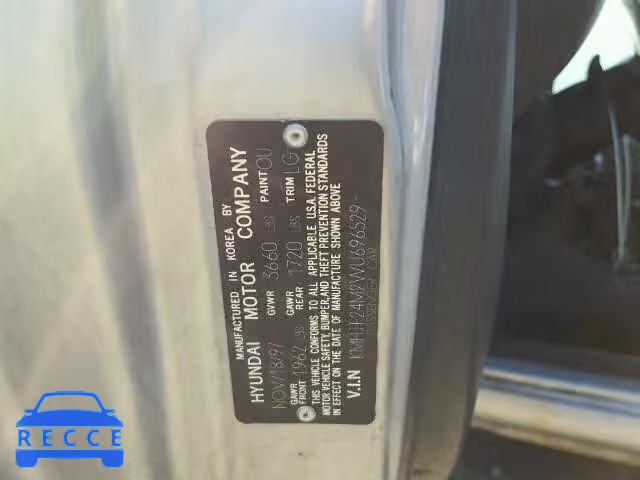 MANUFACTURED IN KOREA BY
HYUNDAI MOTOR COMPANY
NOV/18/97 GVWR 3660 LBS PAINT OU
GAWR FRONT 1962 LBS GAWR REAR 1720 LBS TRIM LG
THIS VEHICLE CONFORMS TO ALL APPLICABLE U.S.A. FEDERAL
MOTOR VEHICLE SAFETY, BUMPER, AND THEFT PREVENTION STANDARDS
IN EFFECT ON THE DATE OF MANUFACTURE SHOWN ABOVE
V.I.N KMHJF24M2WU696529
PASSENGER CAR
RECCE